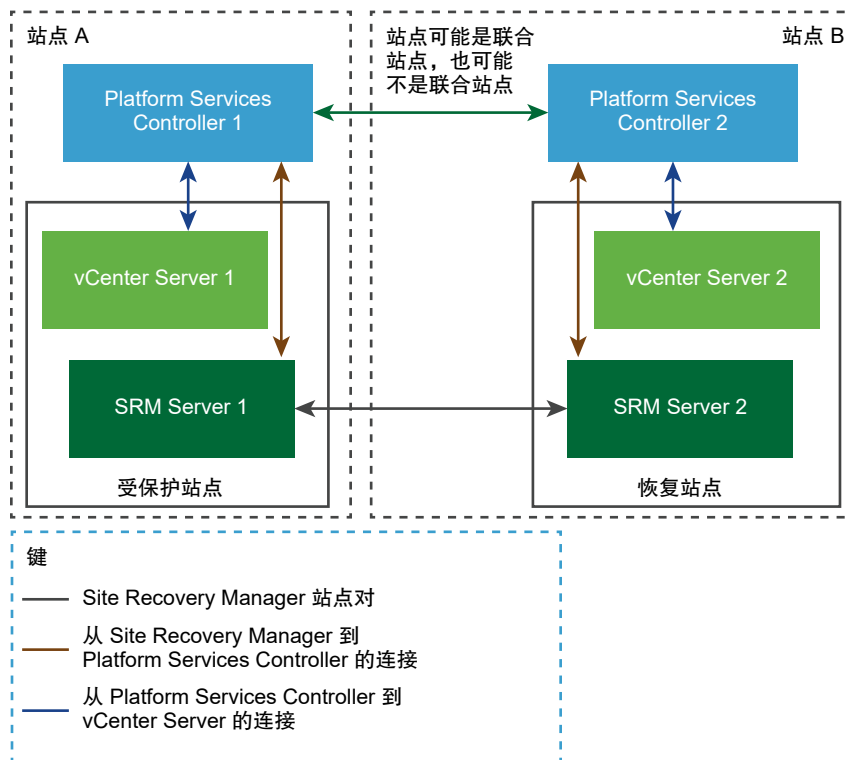 站点 A
站点可能是联合
站点，也可能
不是联合站点
站点 B
Platform Services
Controller 1
Platform Services
Controller 2
vCenter Server 1
vCenter Server 2
SRM Server 1
SRM Server 2
受保护站点
恢复站点
键
Site Recovery Manager 站点对
从 Site Recovery Manager 到
Platform Services Controller 的连接
从 Platform Services Controller 到
vCenter Server 的连接